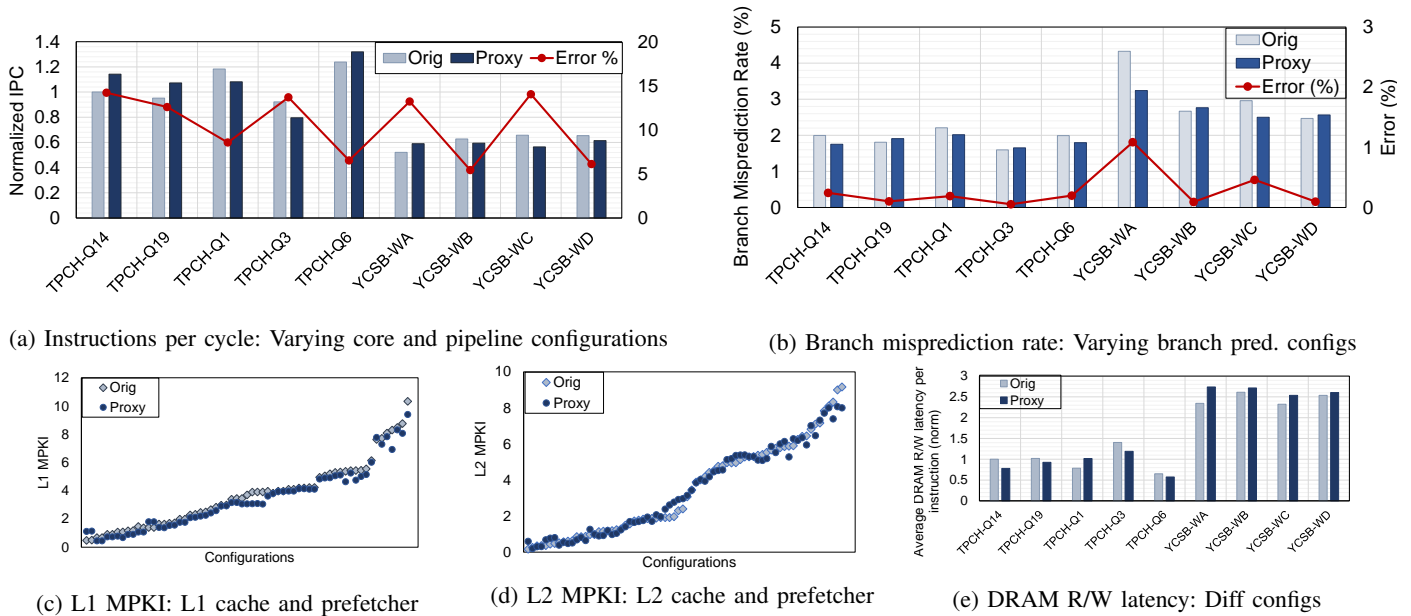 Normalized IPC
1.4
1.2
1
0.8
0.6
0.4
0.2
0
Orig Proxy Error %
20
15
10
5
0
TPCH-Q14 TPCH-Q19 TPCH-Q1 TPCH-Q3 TPCH-Q6 YCSB-WA YCSB-WB YCSB-WC YCSB-WD
(a) Instructions per cycle: Varying core and pipeline configurations
Branch Misprediction Rate (%)
5
4
3
2
1
0
Orig
Proxy
Error (%)
3
2
1
0
Error (%)
TPCH-Q14 TPCH-Q19 TPCH-Q1 TPCH-Q3 TPCH-Q6 YCSB-WA YCSB-WB YCSB-WC YCSB-WD
(b) Branch misprediction rate: Varying branch pred. configs
L1 MPKI
12
10
8
6
4
2
0
Orig
Proxy
Configurations
(c) L1 MPKI: L1 cache and prefetcher
L2 MPKI
10
8
6
4
2
0
Orig
Proxy
Configurations
(d) L2 MPKI: L2 cache and prefetcher
Average DRAM R/W latency per
instruction (norm)
3
2.5
2
1.5
1
0.5
0
Orig
Proxy
TPCH-Q14 TPCH-Q19 TPCH-Q1 TPCH-Q3 TPCH-Q6 YCSB-WA YCSB-WB YCSB-WC YCSB-WD
(e) DRAM R/W latency: Diff configs